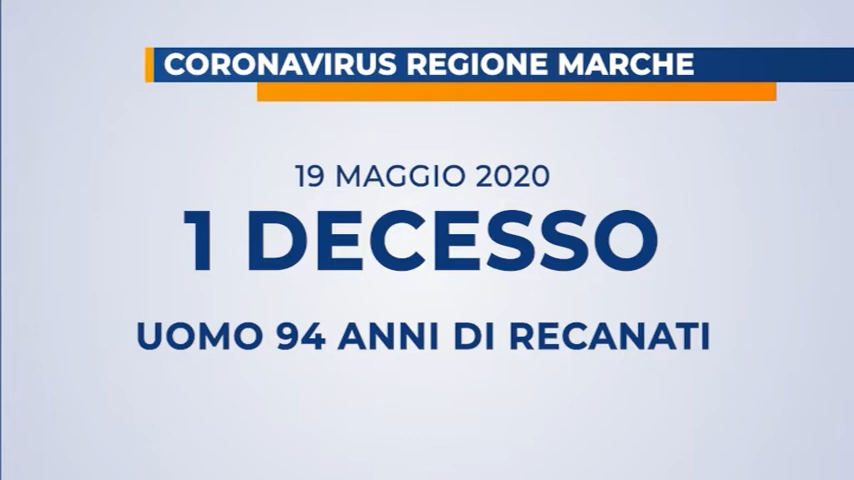 CORONAVIRUS REGIONE MARCHE
19 MAGGIO 2020
1 DECESSO
UOMO 94 ANNI DI RECANATI